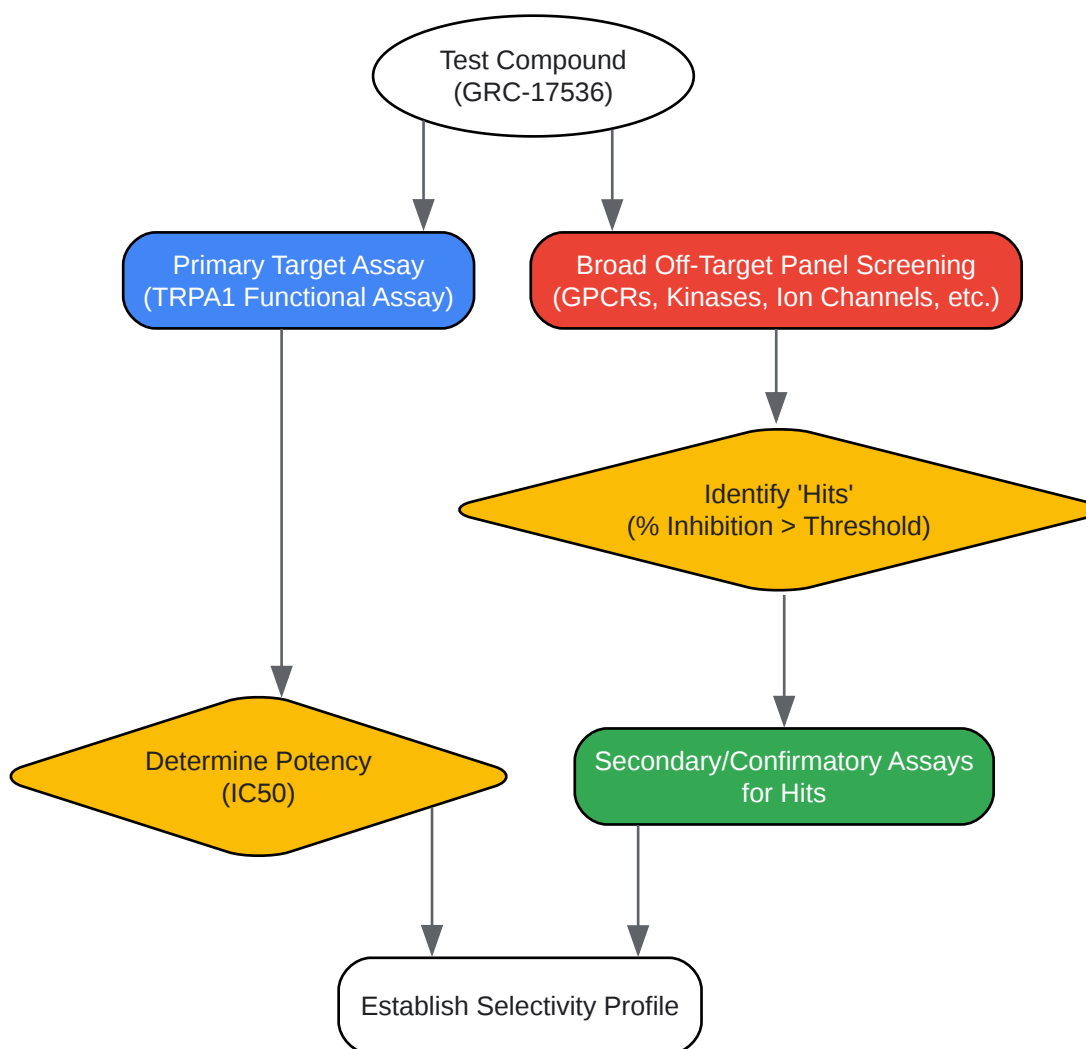 Test Compound
(GRC-17536)
Primary Target Assay
(TRPA1 Functional Assay)
Broad Off-Target Panel Screening
(GPCRs, Kinases, Ion Channels, etc.)
Identify 'Hits'
(% Inhibition > Threshold)
Determine Potency
(IC50)
Secondary/Confirmatory Assays
for Hits
Establish Selectivity Profile